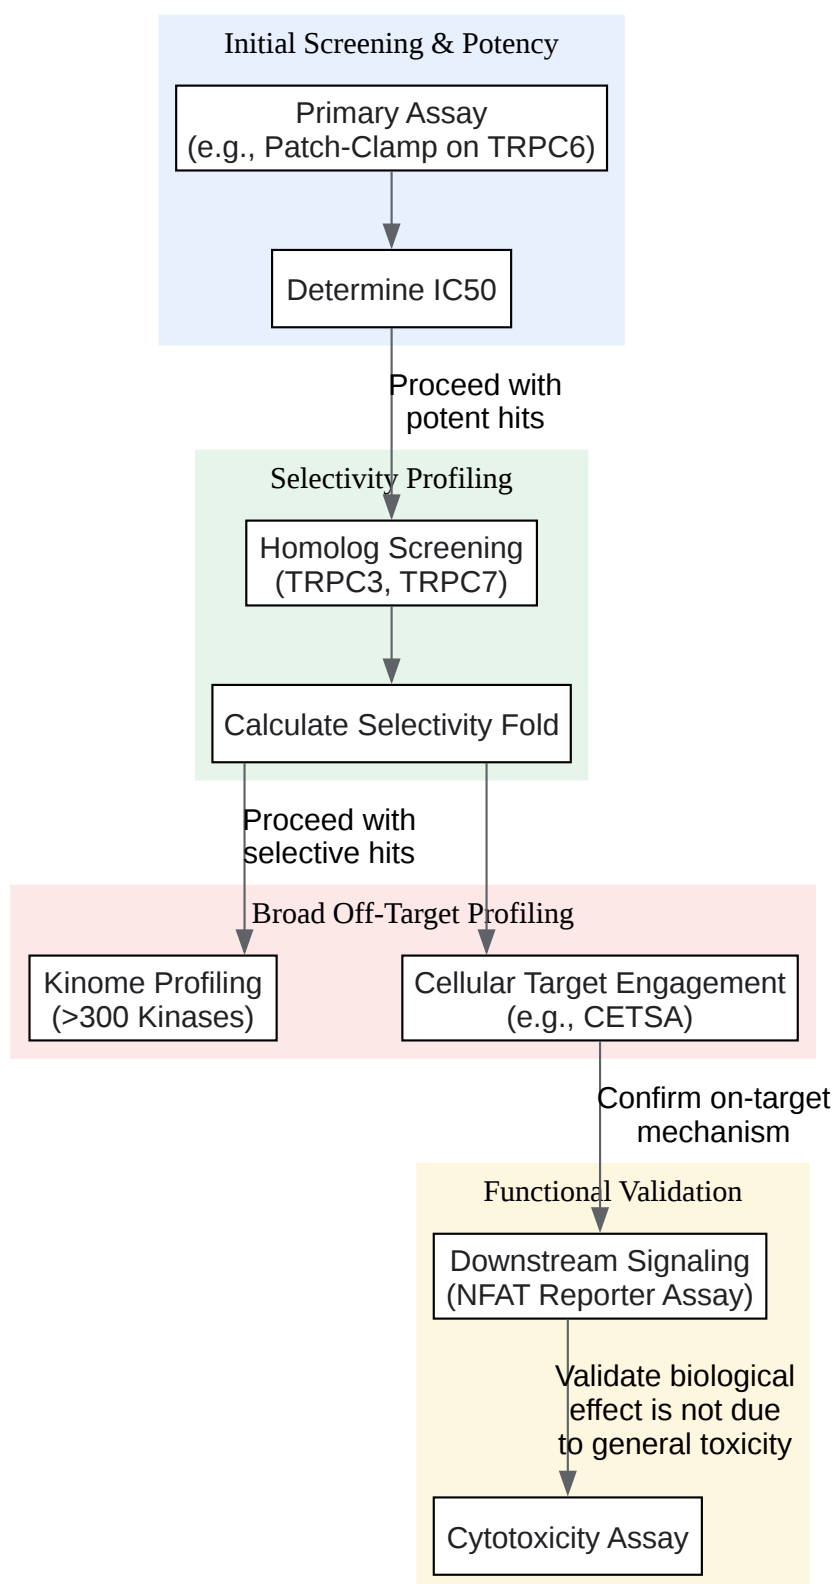 Initial Screening & Potency
Primary Assay
(e.g., Patch-Clamp on TRPC6)
Determine IC50
Proceed with
potent hits
Selectivity Profiling
Homolog Screening
(TRPC3, TRPC7)
Calculate Selectivity Fold
Proceed with
selective hits
Broad Off-Target Profiling
Kinome Profiling
(>300 Kinases)
Cellular Target Engagement
(e.g., CETSA)
Confirm on-target
mechanism
Functional Validation
Downstream Signaling
(NFAT Reporter Assay)
Validate biological
effect is not due
to general toxicity
Cytotoxicity Assay